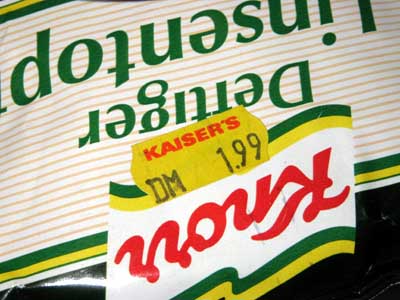 KAISER'S
DM 1.99
Knorr
Deftiger
Linsentopf